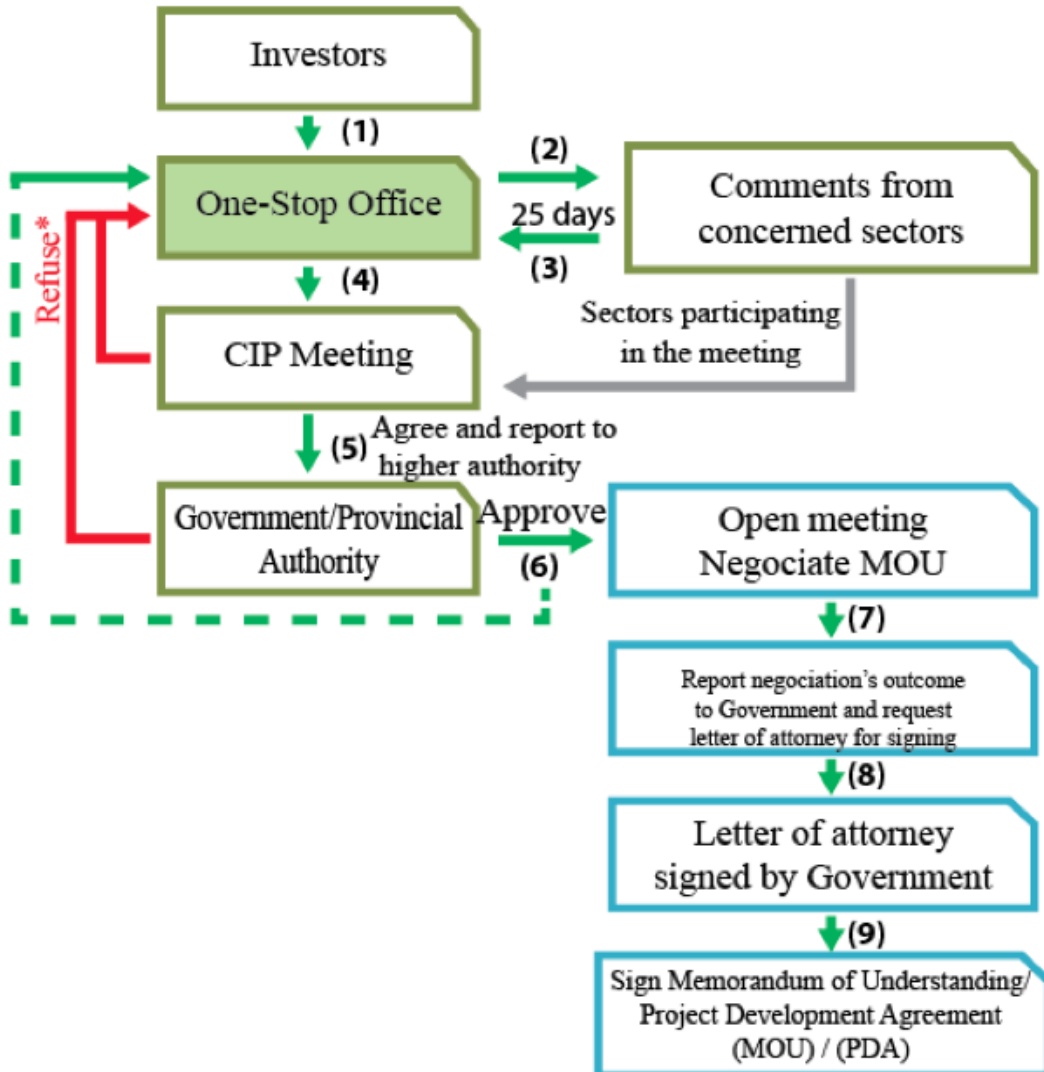 Investors
(1)
One-Stop Office
(2)
25 days
(3)
Comments from
concerned sectors
Refuse*
(4)
Sectors participating
in the meeting
CIP Meeting
(5) Agree and report to
higher authority
Government/Provincial
Authority
Approve
(6)
Open meeting
Negociate MOU
(7)
Report negociation's outcome
to Government and request
letter of attorney for signing
(8)
Letter of attorney
signed by Government
(9)
Sign Memorandum of Understanding/
Project Development Agreement
(MOU) / (PDA)